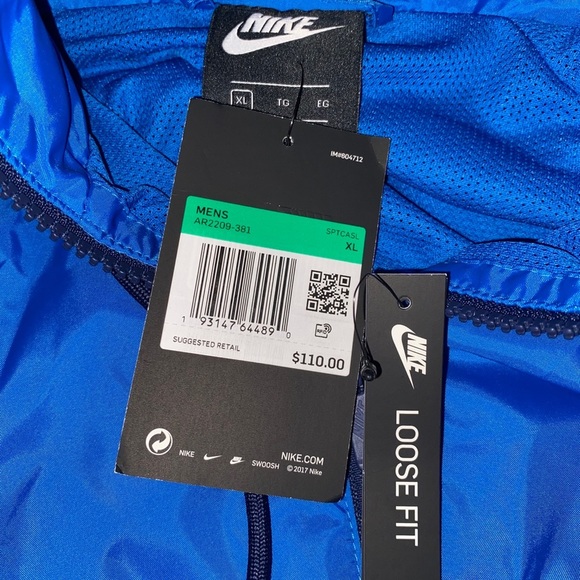 NIKE
XL TG EG
IM#804712
MENS
AR2209-381
SPTCASL
XL
1 93147 64489 0
RFID
SUGGESTED RETAIL
$110.00
NIKE SWOOSH
NIKE.COM
© 2017 Nike
NIKE
LOOSE FIT